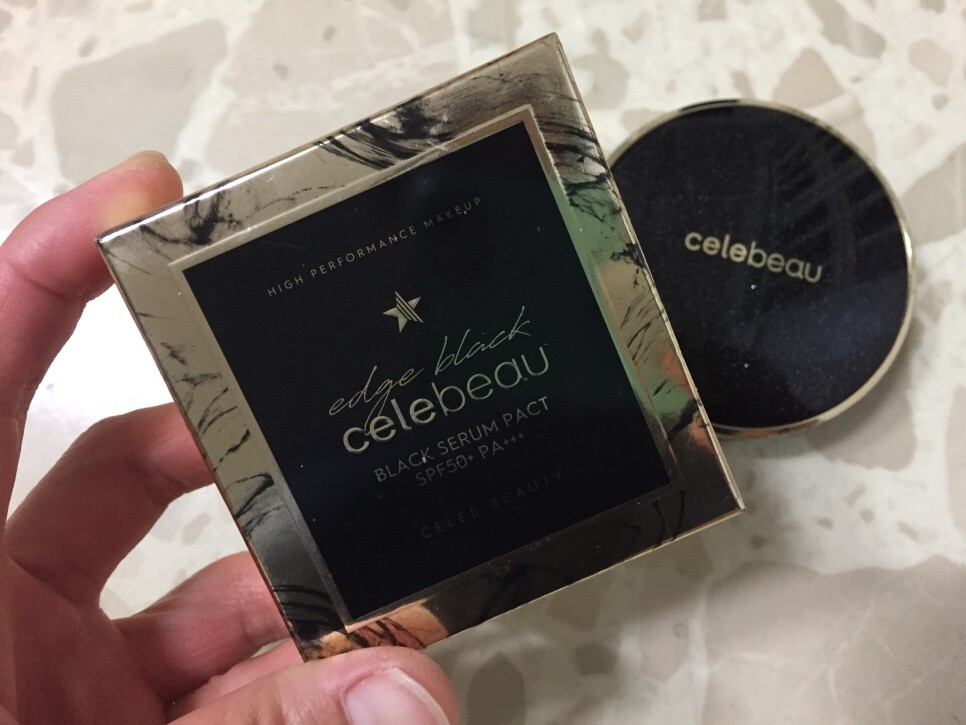 HIGH PERFORMANCE MAKEUP
edge black
celebeau
BLACK SERUM PACT
SPF50+ PA+++
CELEB BEAUTY
celebeau